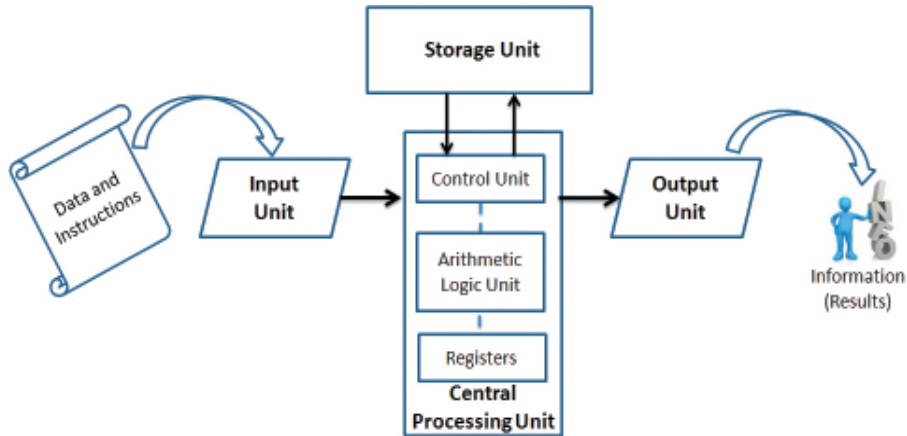 Storage Unit
Data and
Instructions
Input
Unit
Control Unit
Arithmetic
Logic Unit
Registers
Central
Processing Unit
Output
Unit
INFO
Information
(Results)